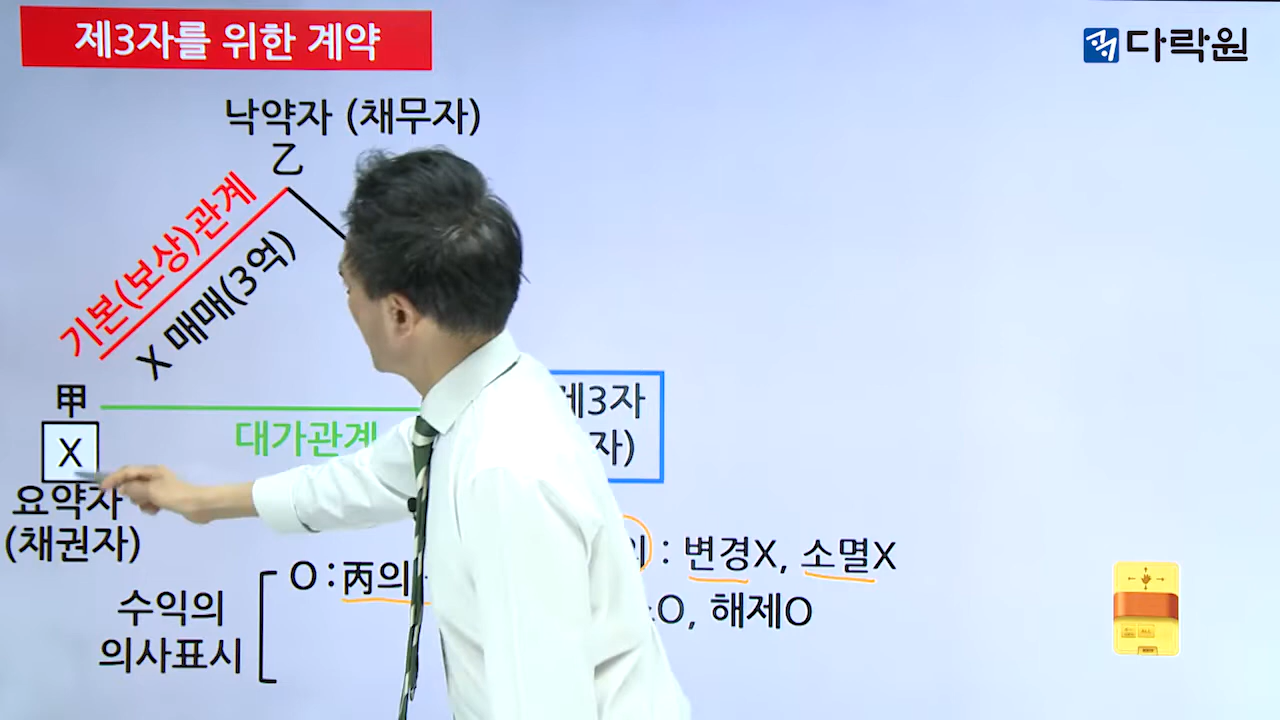 제3자를 위한 계약
다락원
낙약자 (채무자)
乙
기본(보상)관계
X 매매(3억)
甲
대가관계
제3자
자)
X
요약자
(채권자)
: 변경X, 소멸X
O : 丙의
O, 해제O
수익의
의사표시